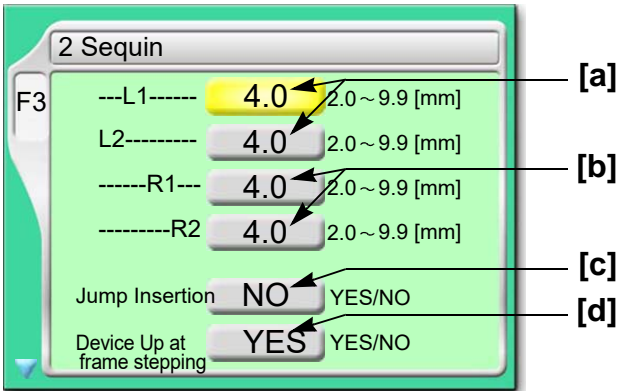 2 Sequin
[a]
F3
---L1------ 4.0 2.0～9.9 [mm]
L2--------- 4.0 2.0～9.9 [mm]
[b]
------R1--- 4.0 2.0～9.9 [mm]
---------R2 4.0 2.0～9.9 [mm]
[c]
Jump Insertion NO YES/NO
[d]
Device Up at
frame stepping YES YES/NO